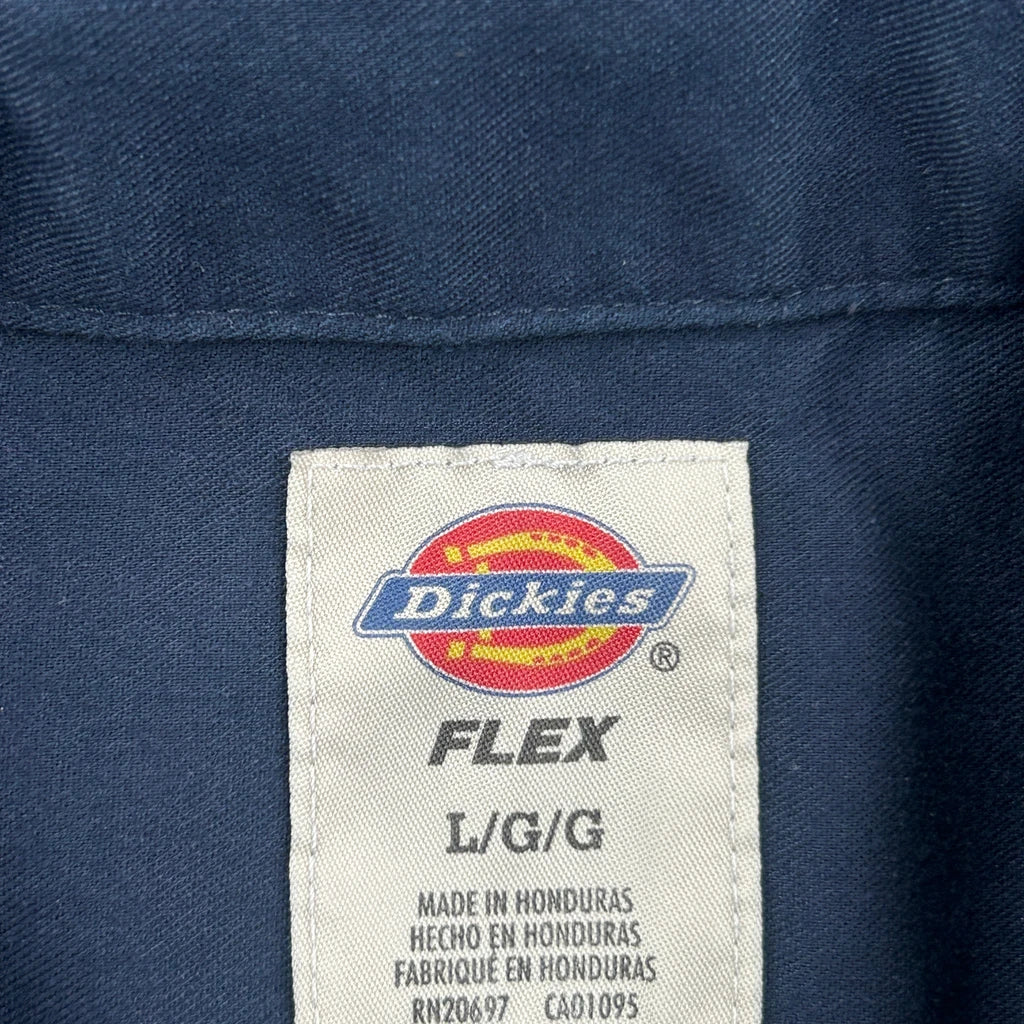 Dickies
®
FLEX
L/G/G
MADE IN HONDURAS
HECHO EN HONDURAS
FABRIQUÉ EN HONDURAS
RN20697 CA01095